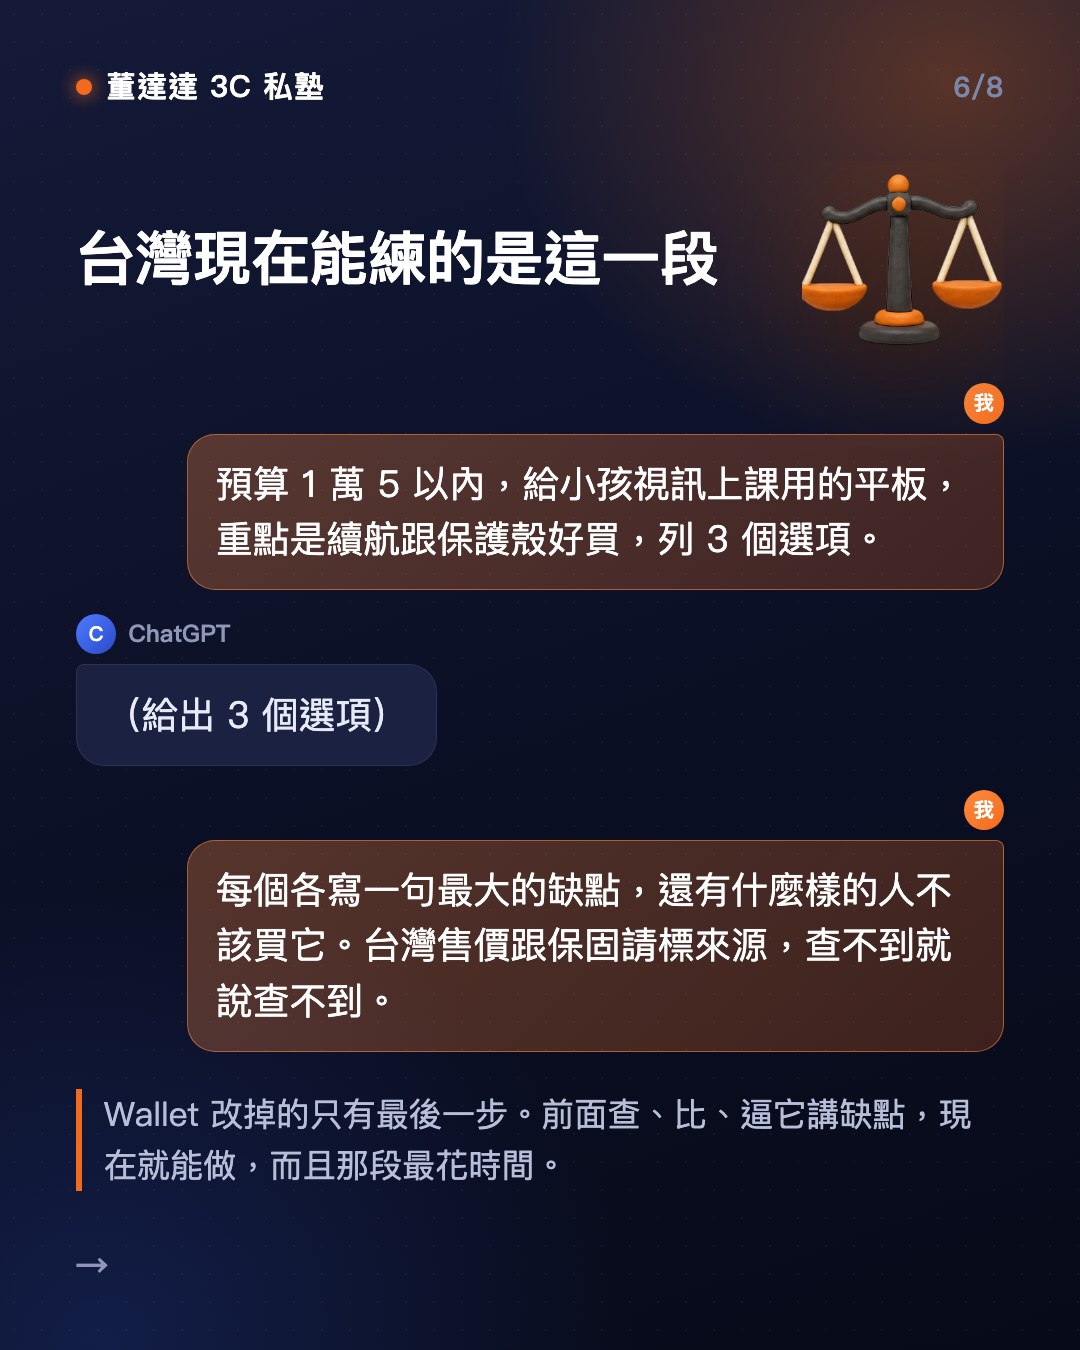 董達達 3C 私塾
6/8
台灣現在能練的是這一段
我
預算 1 萬 5 以內，給小孩視訊上課用的平板，
重點是續航跟保護殼好買，列 3 個選項。
C ChatGPT
（給出 3 個選項）
我
每個各寫一句最大的缺點，還有什麼樣的人不
該買它。台灣售價跟保固請標來源，查不到就
說查不到。
Wallet 改掉的只有最後一步。前面查、比、逼它講缺點，現
在就能做，而且那段最花時間。
→